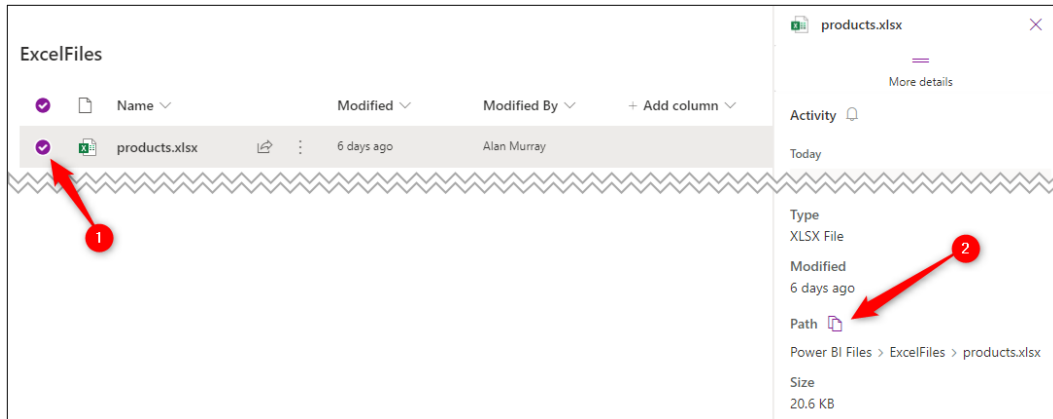 ExcelFiles
Name Modified Modified By + Add column
products.xlsx 6 days ago Alan Murray
1
products.xlsx
More details
Activity
Today
Type
XLSX File
2
Modified
6 days ago
Path
Power BI Files > ExcelFiles > products.xlsx
Size
20.6 KB